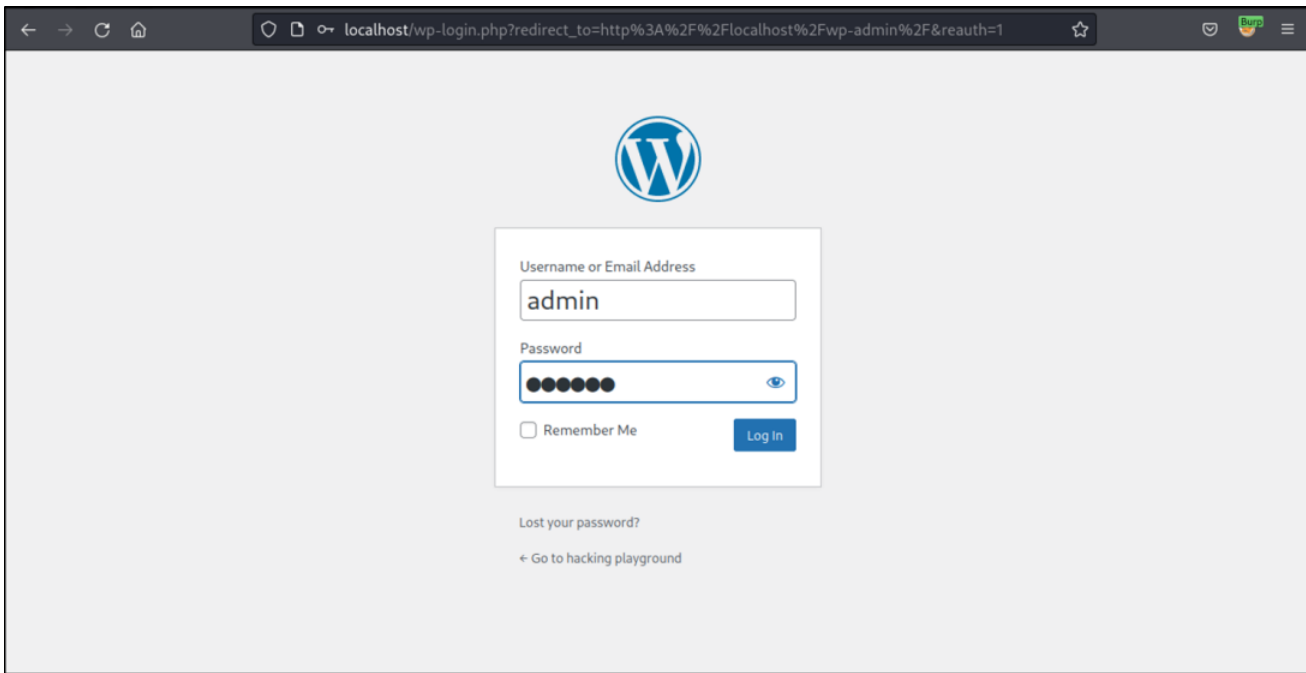 localhost/wp-login.php?redirect_to=http%3A%2F%2Flocalhost%2Fwp-admin%2F&reauth=1
Burp
W
Username or Email Address
admin
Password
●●●●●●
Remember Me
Log In
Lost your password?
← Go to hacking playground